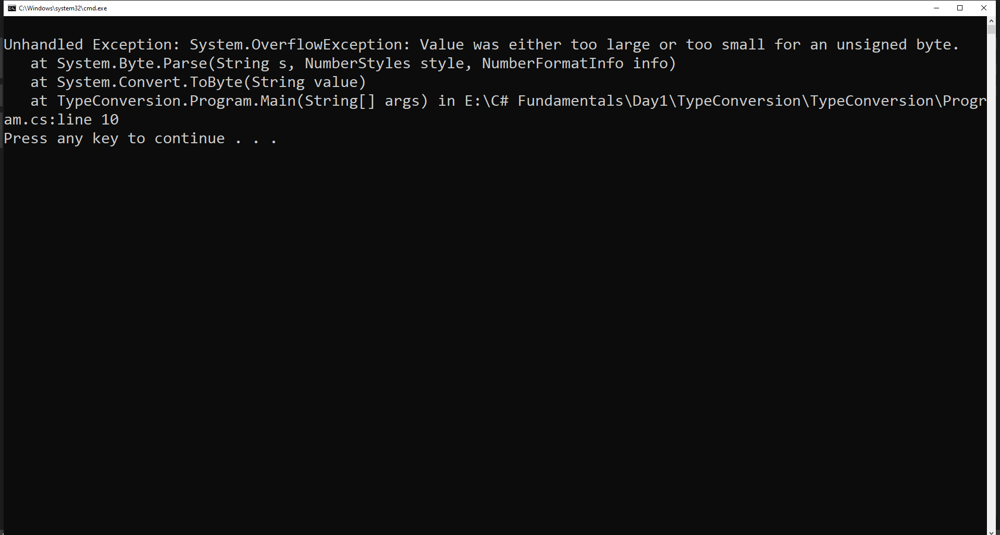 C:\Windows\system32\cmd.exe
Unhandled Exception: System.OverflowException: Value was either too large or too small for an unsigned byte.
   at System.Byte.Parse(String s, NumberStyles style, NumberFormatInfo info)
   at System.Convert.ToByte(String value)
   at TypeConversion.Program.Main(String[] args) in E:\C# Fundamentals\Day1\TypeConversion\TypeConversion\Progr
am.cs:line 10
Press any key to continue . . .